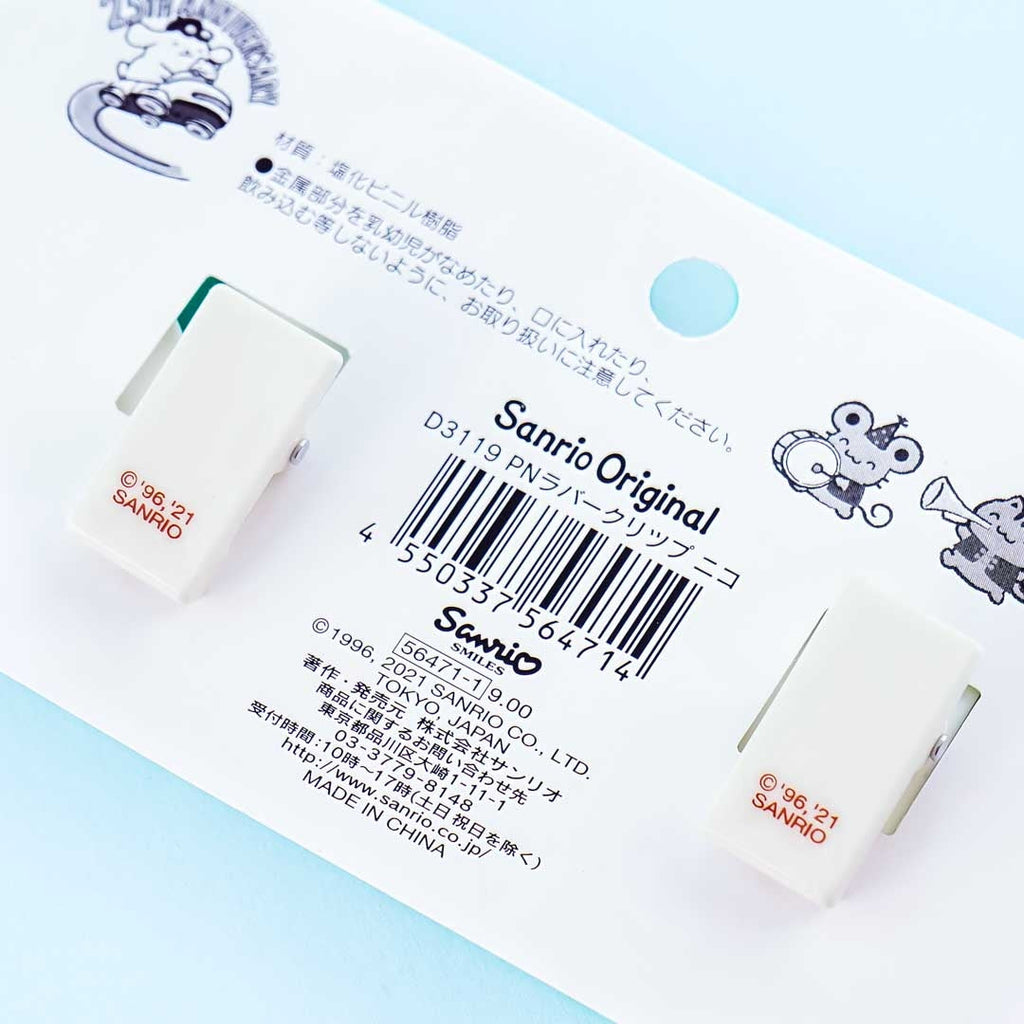 25TH ANNIVERSARY
材質：塩化ビニル樹脂
●金属部分を乳幼児がなめたり、口に入れたり、
飲み込む等しないように、お取り扱いに注意してください。
Sanrio Original
D3119 PNラバークリップ ニコ
4 550337 564714
Sanrio
SMILES
56471-1 9.00
© 1996, 2021 SANRIO CO., LTD.
TOKYO, JAPAN
著作・発売元 株式会社サンリオ
商品に関するお問い合わせ先
東京都品川区大崎1-11-1
03-3779-8148
受付時間:10時〜17時(土日祝日を除く)
http://www.sanrio.co.jp/
MADE IN CHINA
© '96, '21
SANRIO
© '96, '21
SANRIO